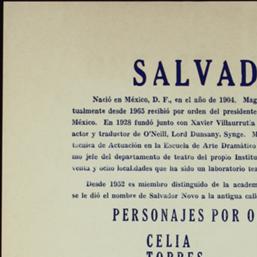 SALVAD
Nació en México, D. F., en el año de 1904. Mag
tualmente desde 1965 recibió por orden del presidente
México. En 1928 fundó junto con Xavier Villaurrutia
actor y traductor de O'Neill, Lord Dunsany, Synge. M
técnica de Actuación en la Escuela de Arte Dramático
mo jefe del departamento de teatro del propio Institu
venta y ocho localidades que ha sido un laboratorio tea
Desde 1952 es miembro distinguido de la academ
se le dió el nombre de Salvador Novo a la antigua call
PERSONAJES POR O
CELIA
TORRES